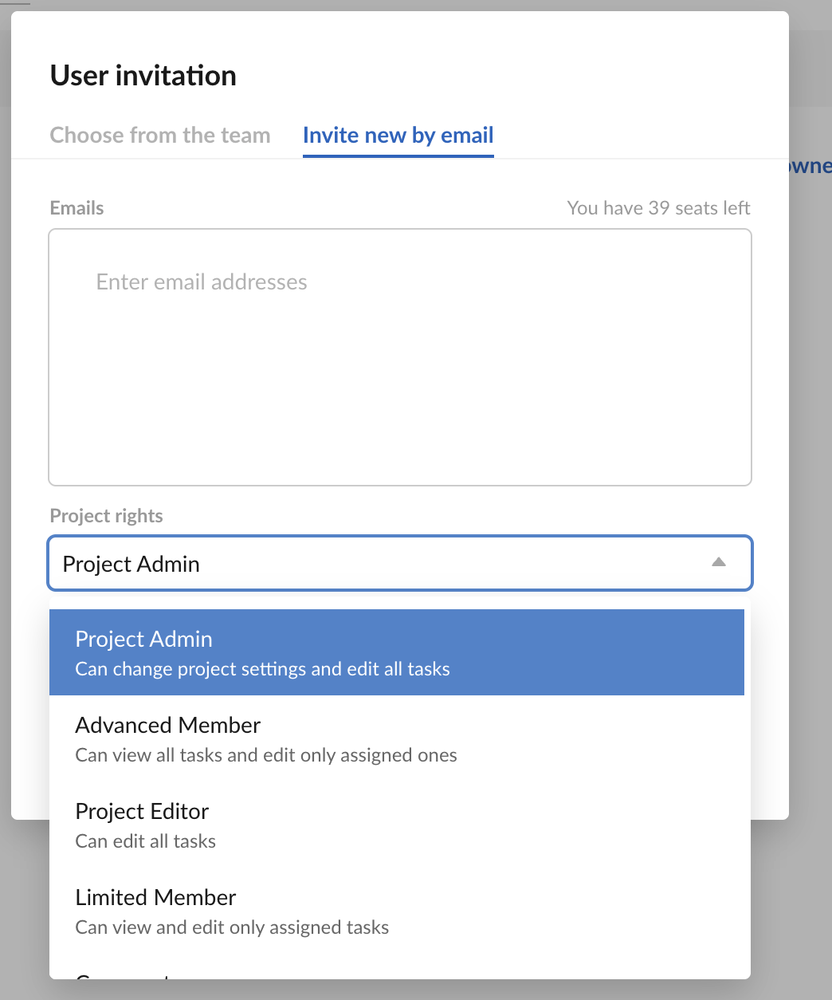 User invitation
Choose from the team Invite new by email
Emails You have 39 seats left
Enter email addresses
Project rights
Project Admin
Project Admin
Can change project settings and edit all tasks
Advanced Member
Can view all tasks and edit only assigned ones
Project Editor
Can edit all tasks
Limited Member
Can view and edit only assigned tasks